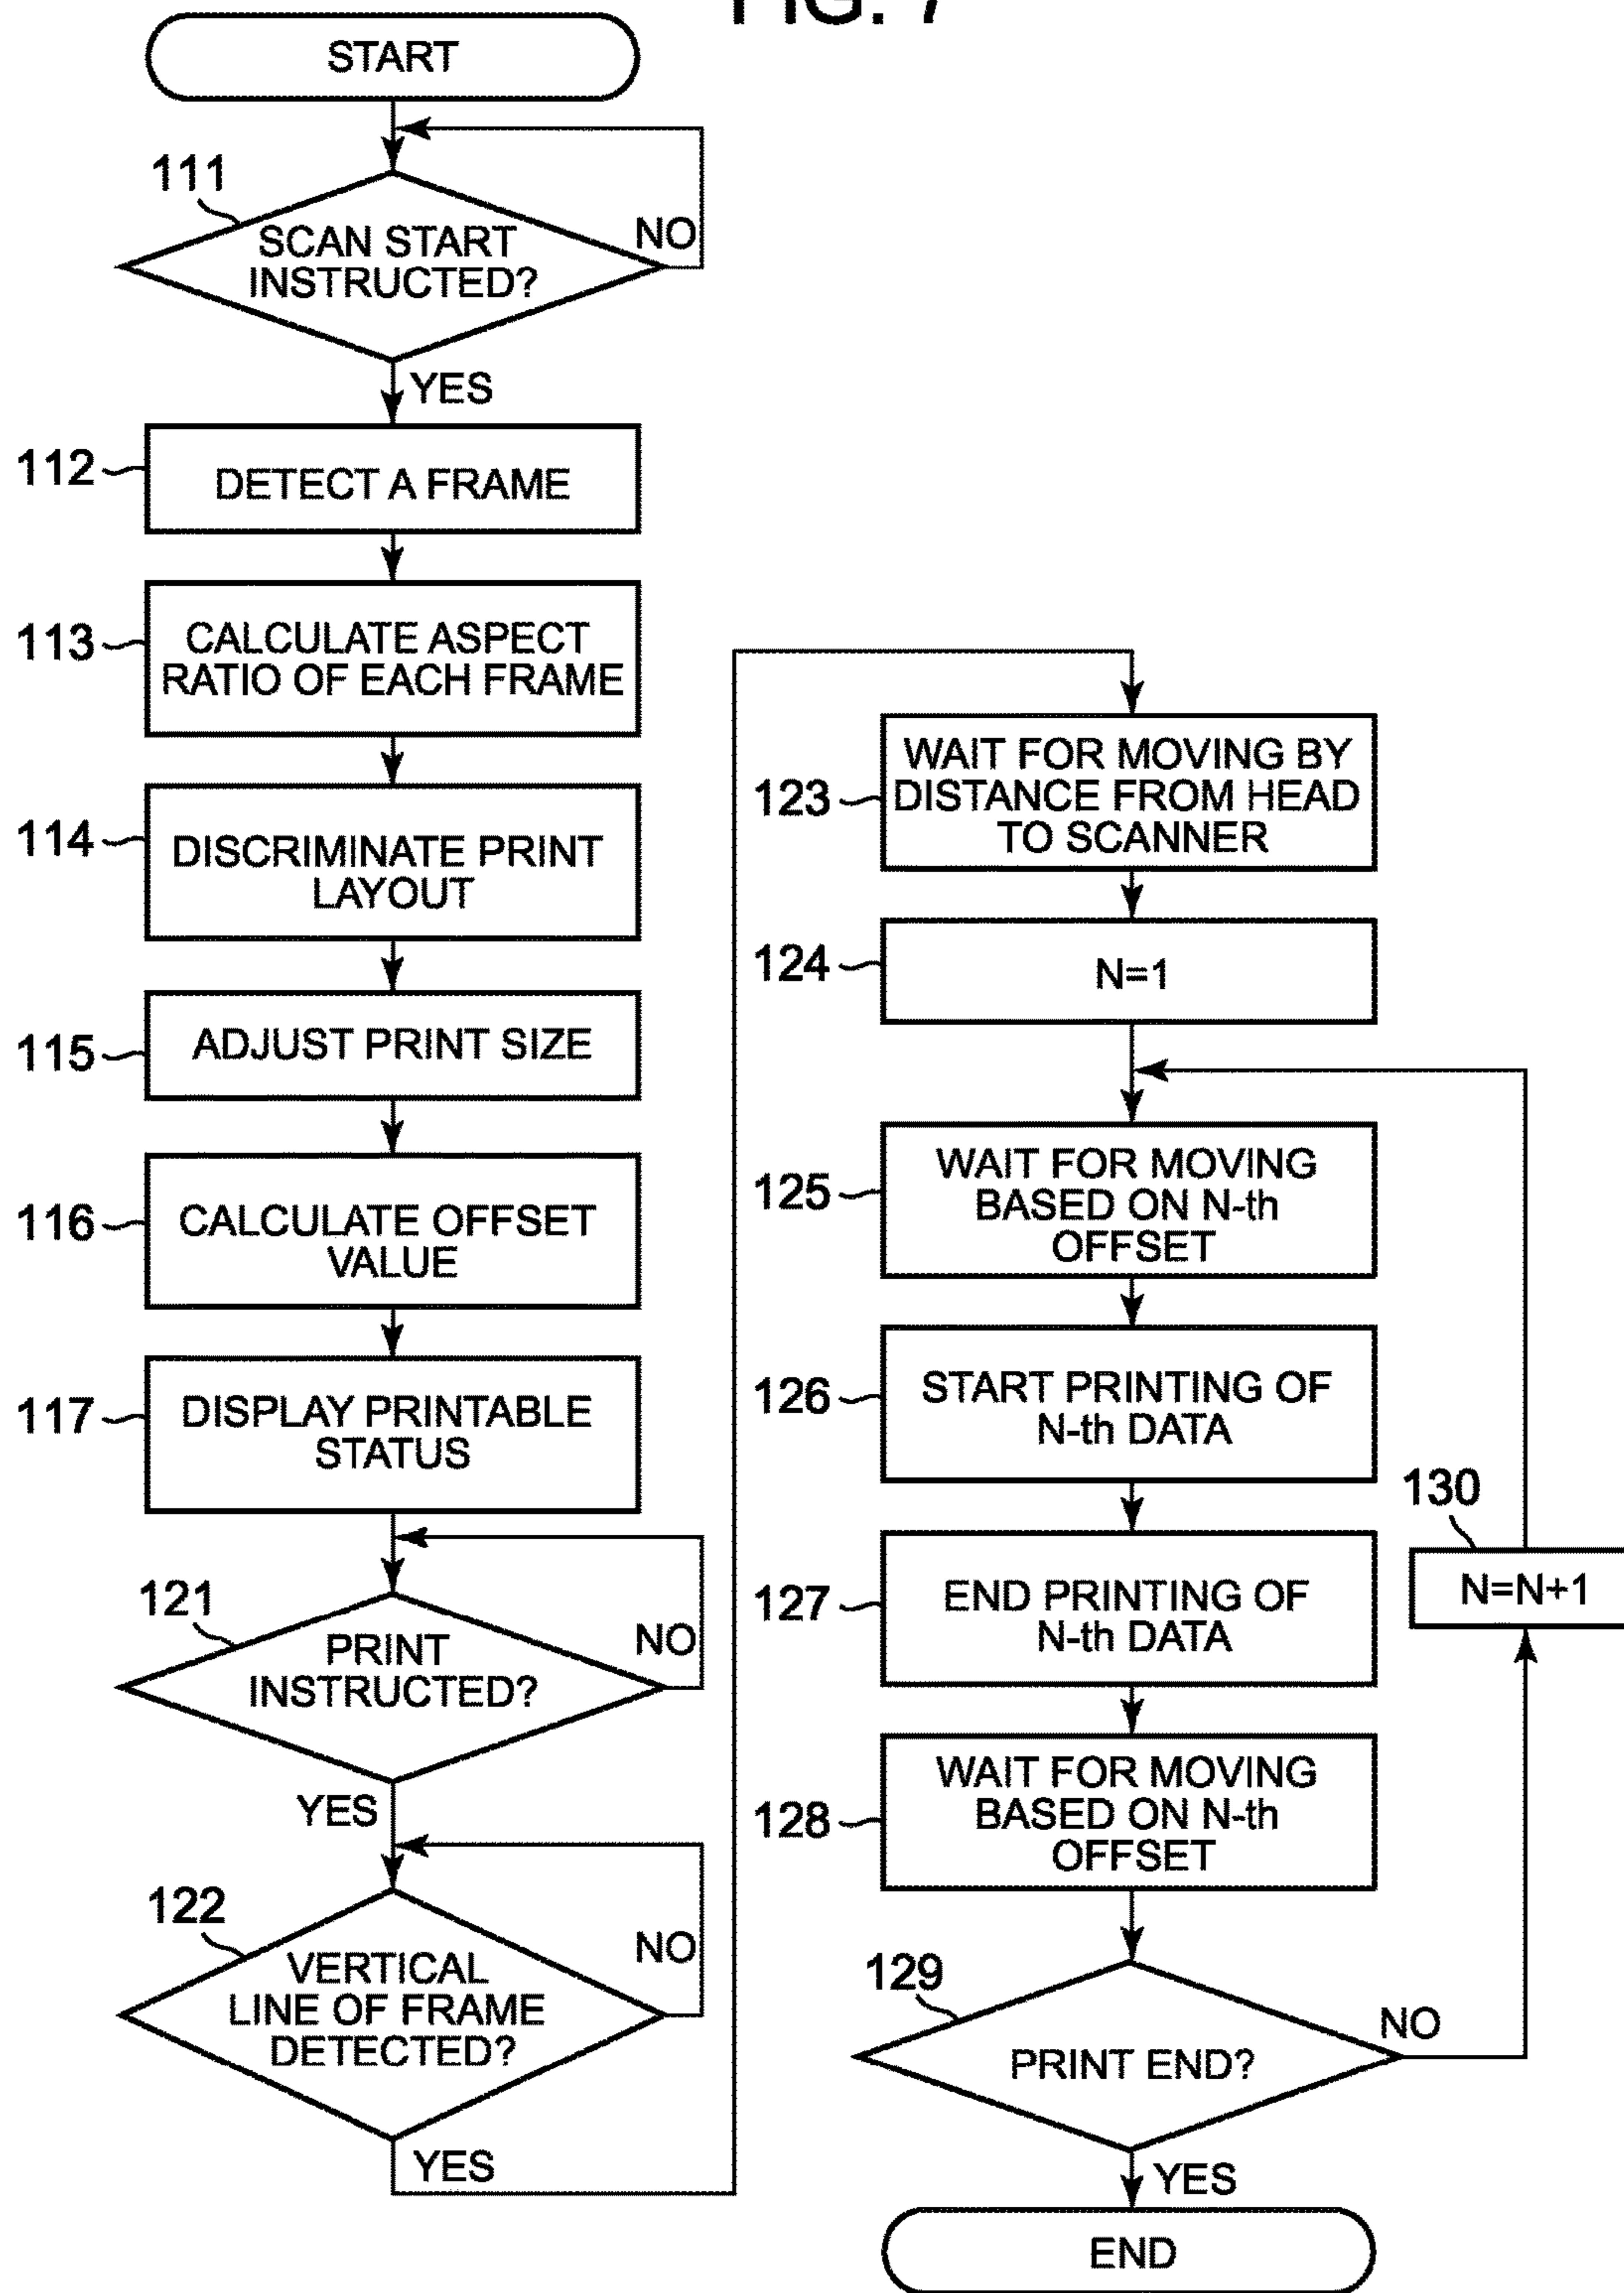 FIG. 7
START
111
SCAN START
INSTRUCTED?
NO
YES
112
DETECT A FRAME
113
CALCULATE ASPECT
RATIO OF EACH FRAME
114
DISCRIMINATE PRINT
LAYOUT
115
ADJUST PRINT SIZE
116
CALCULATE OFFSET
VALUE
117
DISPLAY PRINTABLE
STATUS
121
PRINT
INSTRUCTED?
NO
YES
122
VERTICAL
LINE OF FRAME
DETECTED?
NO
YES
123
WAIT FOR MOVING BY
DISTANCE FROM HEAD
TO SCANNER
124
N=1
125
WAIT FOR MOVING
BASED ON N-th
OFFSET
126
START PRINTING OF
N-th DATA
127
END PRINTING OF
N-th DATA
130
N=N+1
128
WAIT FOR MOVING
BASED ON N-th
OFFSET
129
PRINT END?
NO
YES
END